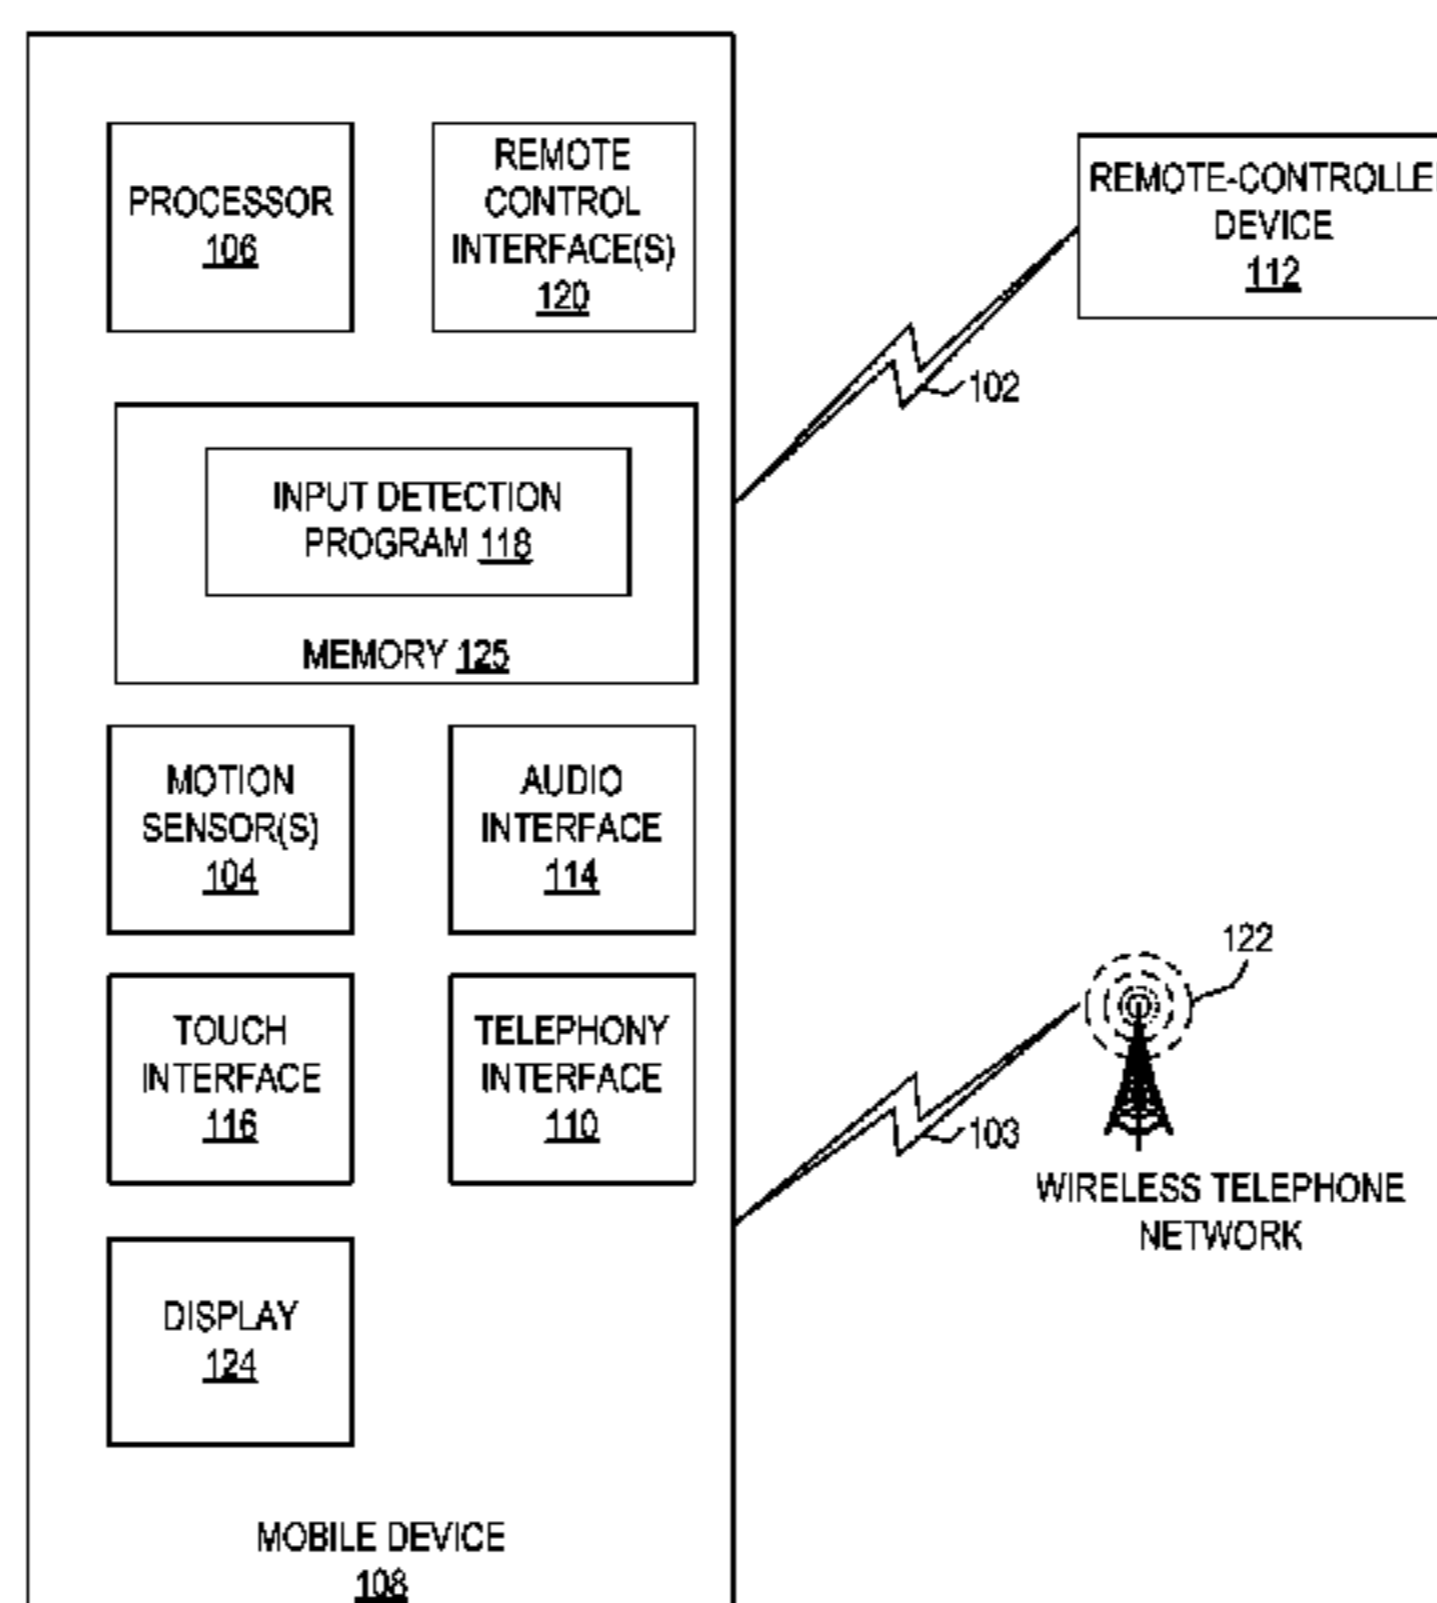 PROCESSOR
106
REMOTE
CONTROL
INTERFACE(S)
120
REMOTE-CONTROLLE
DEVICE
112
102
INPUT DETECTION
PROGRAM 118
MEMORY 125
MOTION
SENSOR(S)
104
AUDIO
INTERFACE
114
122
TOUCH
INTERFACE
116
TELEPHONY
INTERFACE
110
103
WIRELESS TELEPHONE
NETWORK
DISPLAY
124
MOBILE DEVICE
108